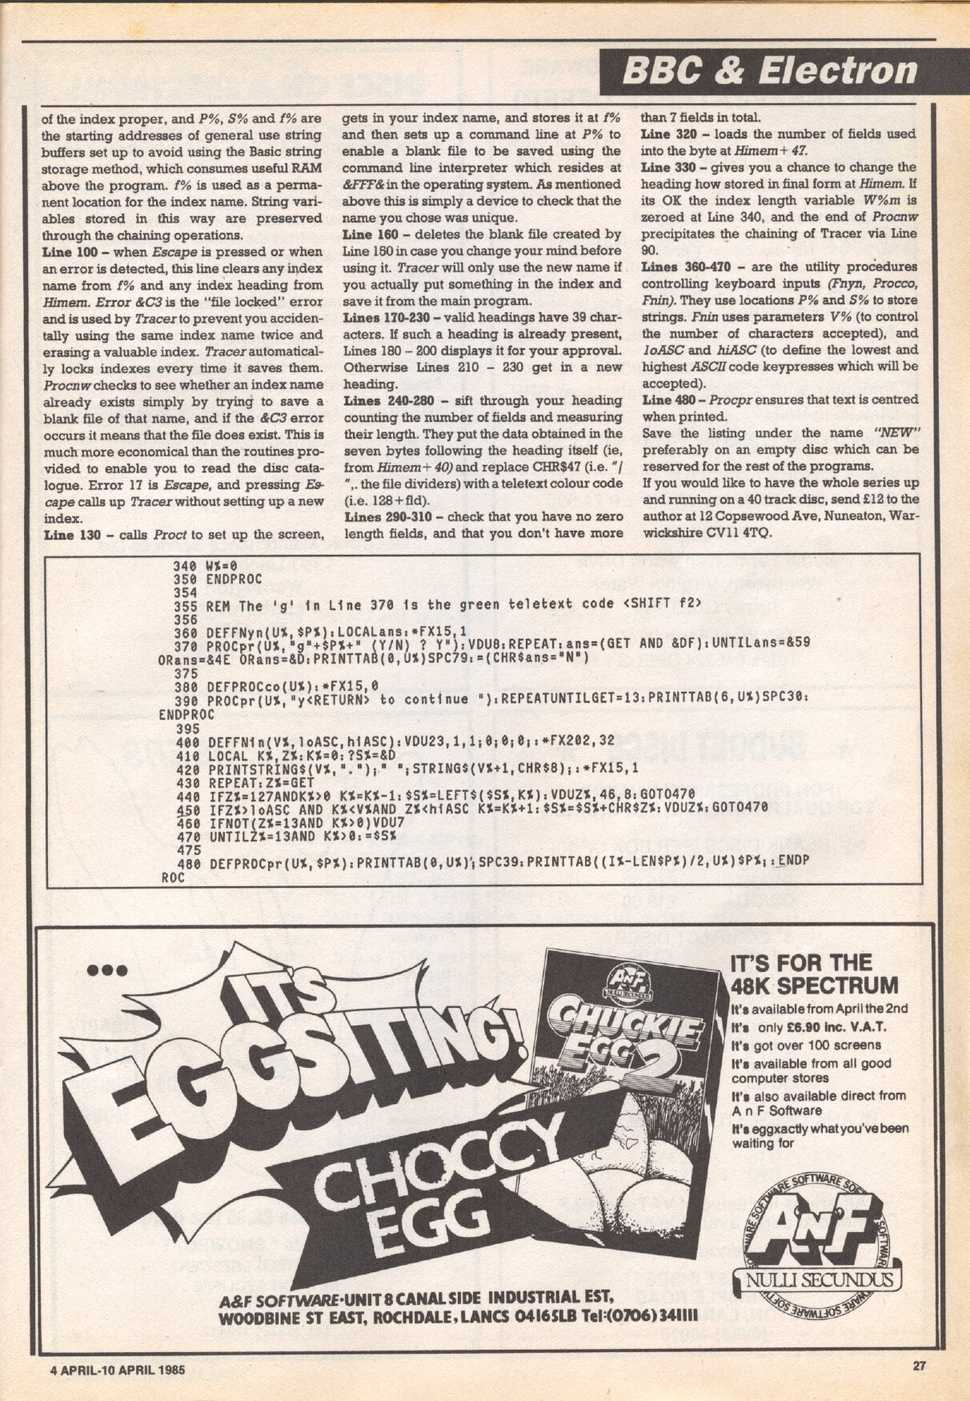 BBC & Electron
of the index proper, and P%, S% and f% are
the starting addresses of general use string
buffers set up to avoid using the Basic string
storage method, which consumes useful RAM
above the program. f% is used as a perma-
nent location for the index name. String vari-
ables stored in this way are preserved
through the chaining operations.
Line 100 – when Escape is pressed or when
an error is detected, this line clears any index
name from f% and any index heading from
Himem. Error &C3 is the "file locked" error
and is used by Tracer to prevent you acciden-
tally using the same index name twice and
erasing a valuable index. Tracer automatical-
ly locks indexes every time it saves them.
Procnw checks to see whether an index name
already exists simply by trying to save a
blank file of that name, and if the &C3 error
occurs it means that the file does exist. This is
much more economical than the routines pro-
vided to enable you to read the disc cata-
logue. Error 17 is Escape, and pressing Es-
cape calls up Tracer without setting up a new
index.
Line 130 – calls Proct to set up the screen,
gets in your index name, and stores it at f%
and then sets up a command line at P% to
enable a blank file to be saved using the
command line interpreter which resides at
&FFF& in the operating system. As mentioned
above this is simply a device to check that the
name you chose was unique.
Line 160 – deletes the blank file created by
Line 150 in case you change your mind before
using it. Tracer will only use the new name if
you actually put something in the index and
save it from the main program.
Lines 170-230 – valid headings have 39 char-
acters. If such a heading is already present,
Lines 180 – 200 displays it for your approval.
Otherwise Lines 210 – 230 get in a new
heading.
Lines 240-280 – sift through your heading
counting the number of fields and measuring
their length. They put the data obtained in the
seven bytes following the heading itself (ie,
from Himem+ 40) and replace CHR$47 (i.e. "/
",. the file dividers) with a teletext colour code
(i.e. 128+fld).
Lines 290-310 – check that you have no zero
length fields, and that you don't have more
than 7 fields in total.
Line 320 – loads the number of fields used
into the byte at Himem+ 47.
Line 330 – gives you a chance to change the
heading how stored in final form at Himem. If
its OK the index length variable W%m is
zeroed at Line 340, and the end of Procnw
precipitates the chaining of Tracer via Line
90.
Lines 360-470 – are the utility procedures
controlling keyboard inputs (Fnyn, Procco,
Fnin). They use locations P% and S% to store
strings. Fnin uses parameters V% (to control
the number of characters accepted), and
loASC and hiASC (to define the lowest and
highest ASCII code keypresses which will be
accepted).
Line 480 – Procpr ensures that text is centred
when printed.
Save the listing under the name "NEW"
preferably on an empty disc which can be
reserved for the rest of the programs.
If you would like to have the whole series up
and running on a 40 track disc, send £12 to the
author at 12 Copsewood Ave, Nuneaton, War-
wickshire CV11 4TQ.
340 W%=0
350 ENDPROC
354
355 REM The 'g' in Line 370 is the green teletext code <SHIFT f2>
356
360 DEFFNyn(U%,$P%):LOCALans:*FX15,1
370 PROCpr(U%,"g"+$P%+" (Y/N) ? Y"):VDU8:REPEAT:ans=(GET AND &DF):UNTILans=&59
ORans=&4E ORans=&D:PRINTTAB(0,U%)SPC79:=(CHR$ans="N")
375
380 DEFPROCco(U%):*FX15,0
390 PROCpr(U%,"y<RETURN> to continue "):REPEATUNTILGET=13:PRINTTAB(6,U%)SPC30:
ENDPROC
395
400 DEFFNin(V%,loASC,hiASC):VDU23,1,1;0;0;0;:*FX202,32
410 LOCAL K%,Z%:K%=0:?S%=&D
420 PRINTSTRING$(V%,".");" ";STRING$(V%+1,CHR$8);:*FX15,1
430 REPEAT:Z%=GET
440 IFZ%=127ANDK%>0 K%=K%-1:$S%=LEFT$($S%,K%):VDUZ%,46,8:GOTO470
450 IFZ%>loASC AND K%<V%AND Z%<hiASC K%=K%+1:$S%=$S%+CHR$Z%:VDUZ%:GOTO470
460 IFNOT(Z%=13AND K%>0)VDU7
470 UNTILZ%=13AND K%>0:=$S%
475
480 DEFPROCpr(U%,$P%):PRINTTAB(0,U%);SPC39:PRINTTAB((I%-LEN$P%)/2,U%)$P%;:ENDP
ROC
...
IT'S
EGGSITING!
CHOCCY
EGG
A'N'F
CHUCKIE
EGG 2
IT'S FOR THE
48K SPECTRUM
It's available from April the 2nd
It's only £6.90 Inc. V.A.T.
It's got over 100 screens
It's available from all good
computer stores
It's also available direct from
A n F Software
It's eggxactly what you've been
waiting for
SOFTWARE SOFTWARE SOFTWARE
A'N'F
NULLI SECUNDUS
A&F SOFTWARE·UNIT 8 CANAL SIDE INDUSTRIAL EST,
WOODBINE ST EAST, ROCHDALE, LANCS OL16 5LB Tel:(0706) 341111
4 APRIL-10 APRIL 1985
27